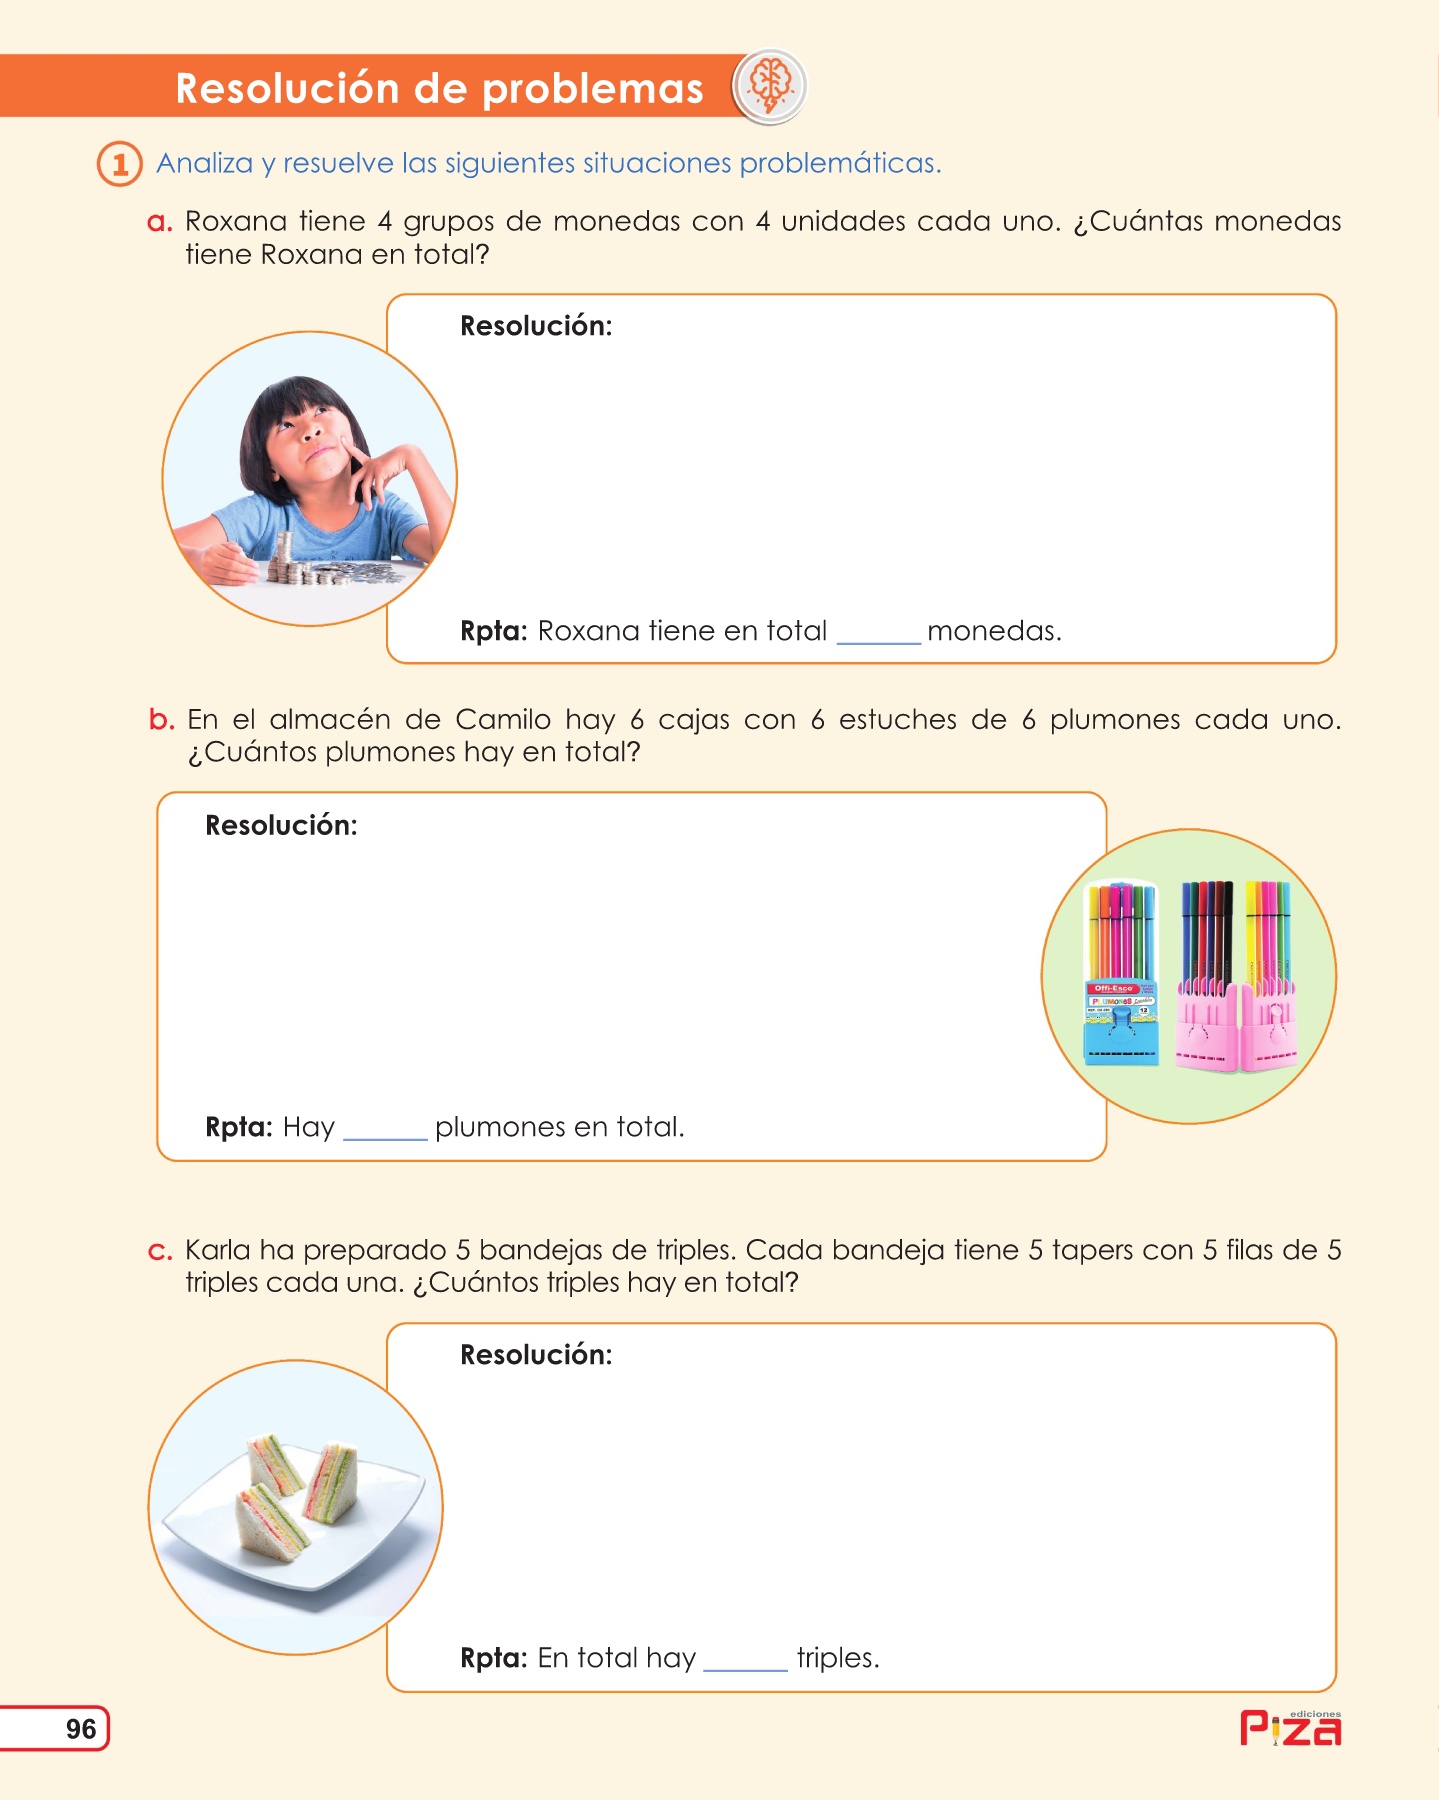 Resolución de problemas
1 Analiza y resuelve las siguientes situaciones problemáticas.
a. Roxana tiene 4 grupos de monedas con 4 unidades cada uno. ¿Cuántas monedas
tiene Roxana en total?
Resolución:
Rpta: Roxana tiene en total ______ monedas.
b. En el almacén de Camilo hay 6 cajas con 6 estuches de 6 plumones cada uno.
¿Cuántos plumones hay en total?
Resolución:
Offi-Esco
PLUMONES
12
Rpta: Hay ______ plumones en total.
c. Karla ha preparado 5 bandejas de triples. Cada bandeja tiene 5 tapers con 5 filas de 5
triples cada una. ¿Cuántos triples hay en total?
Resolución:
Rpta: En total hay ______ triples.
96
ediciones
Piza